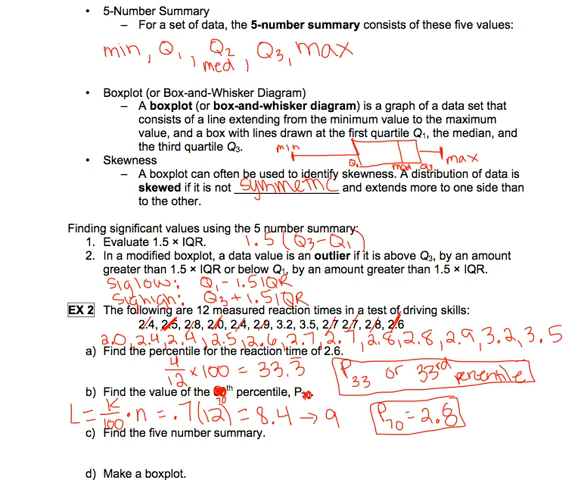 • 5-Number Summary
– For a set of data, the 5-number summary consists of these five values:
min, Q1, Q2, Q3, max
med
• Boxplot (or Box-and-Whisker Diagram)
– A boxplot (or box-and-whisker diagram) is a graph of a data set that
consists of a line extending from the minimum value to the maximum
value, and a box with lines drawn at the first quartile Q1, the median, and
the third quartile Q3.
min Q1 med Q3 max
• Skewness
– A boxplot can often be used to identify skewness. A distribution of data is
skewed if it is not symmetric and extends more to one side than
to the other.
Finding significant values using the 5 number summary:
1. Evaluate 1.5 × IQR. 1.5(Q3-Q1)
2. In a modified boxplot, a data value is an outlier if it is above Q3, by an amount
greater than 1.5 × IQR or below Q1, by an amount greater than 1.5 × IQR.
Sig low: Q1 - 1.5IQR
Sig high: Q3 + 1.5IQR
EX 2 The following are 12 measured reaction times in a test of driving skills:
2.4, 2.5, 2.8, 2.0, 2.4, 2.9, 3.2, 3.5, 2.7 2.7, 2.8, 2.6
2.0, 2.4, 2.4, 2.5, 2.6, 2.7, 2.7, 2.8, 2.8, 2.9, 3.2, 3.5
a) Find the percentile for the reaction time of 2.6.
4/12 × 100 = 33.3 P33 or 33rd percentile
b) Find the value of the 70th percentile, P70.
L = K/100 · n = .7(12) = 8.4 → 9 P70 = 2.8
c) Find the five number summary.
d) Make a boxplot.